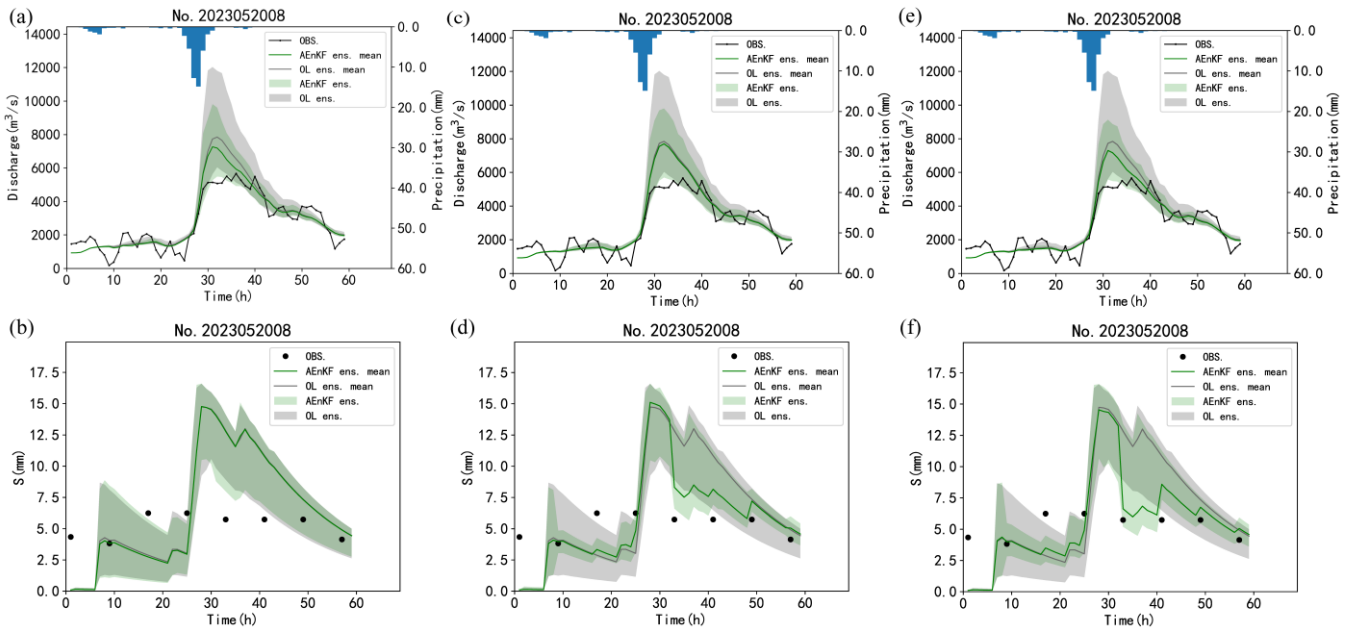 (a)
No. 2023052008
14000
12000
10000
8000
6000
4000
2000
0
Discharge(m³/s)
0.0
10.0
20.0
30.0
40.0
50.0
60.0
Precipitation(mm)
OBS.
AEnKF ens. mean
OL ens. mean
AEnKF ens.
OL ens.
0 10 20 30 40 50 60
Time(h)
(c)
No. 2023052008
14000
12000
10000
8000
6000
4000
2000
0
Discharge(m³/s)
0.0
10.0
20.0
30.0
40.0
50.0
60.0
Precipitation(mm)
OBS.
AEnKF ens. mean
OL ens. mean
AEnKF ens.
OL ens.
0 10 20 30 40 50 60
Time(h)
(e)
No. 2023052008
14000
12000
10000
8000
6000
4000
2000
0
Discharge(m³/s)
0.0
10.0
20.0
30.0
40.0
50.0
60.0
Precipitation(mm)
OBS.
AEnKF ens. mean
OL ens. mean
AEnKF ens.
OL ens.
0 10 20 30 40 50 60
Time(h)
(b)
No. 2023052008
17.5
15.0
12.5
10.0
7.5
5.0
2.5
0.0
S(mm)
OBS.
AEnKF ens. mean
OL ens. mean
AEnKF ens.
OL ens.
0 10 20 30 40 50 60
Time(h)
(d)
No. 2023052008
17.5
15.0
12.5
10.0
7.5
5.0
2.5
0.0
S(mm)
OBS.
AEnKF ens. mean
OL ens. mean
AEnKF ens.
OL ens.
0 10 20 30 40 50 60
Time(h)
(f)
No. 2023052008
17.5
15.0
12.5
10.0
7.5
5.0
2.5
0.0
S(mm)
OBS.
AEnKF ens. mean
OL ens. mean
AEnKF ens.
OL ens.
0 10 20 30 40 50 60
Time(h)